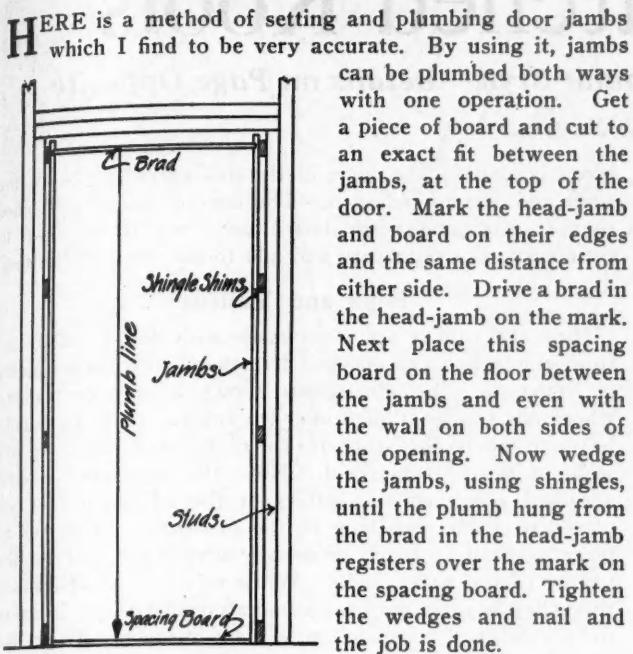 HERE is a method of setting and plumbing door jambs
which I find to be very accurate. By using it, jambs
can be plumbed both ways
with one operation. Get
a piece of board and cut to
an exact fit between the
jambs, at the top of the
door. Mark the head-jamb
and board on their edges
and the same distance from
either side. Drive a brad in
the head-jamb on the mark.
Next place this spacing
board on the floor between
the jambs and even with
the wall on both sides of
the opening. Now wedge
the jambs, using shingles,
until the plumb hung from
the brad in the head-jamb
registers over the mark on
the spacing board. Tighten
the wedges and nail and
the job is done.
Brad
Shingle Shims
Jambs
Plumb line
Studs
Spacing Board